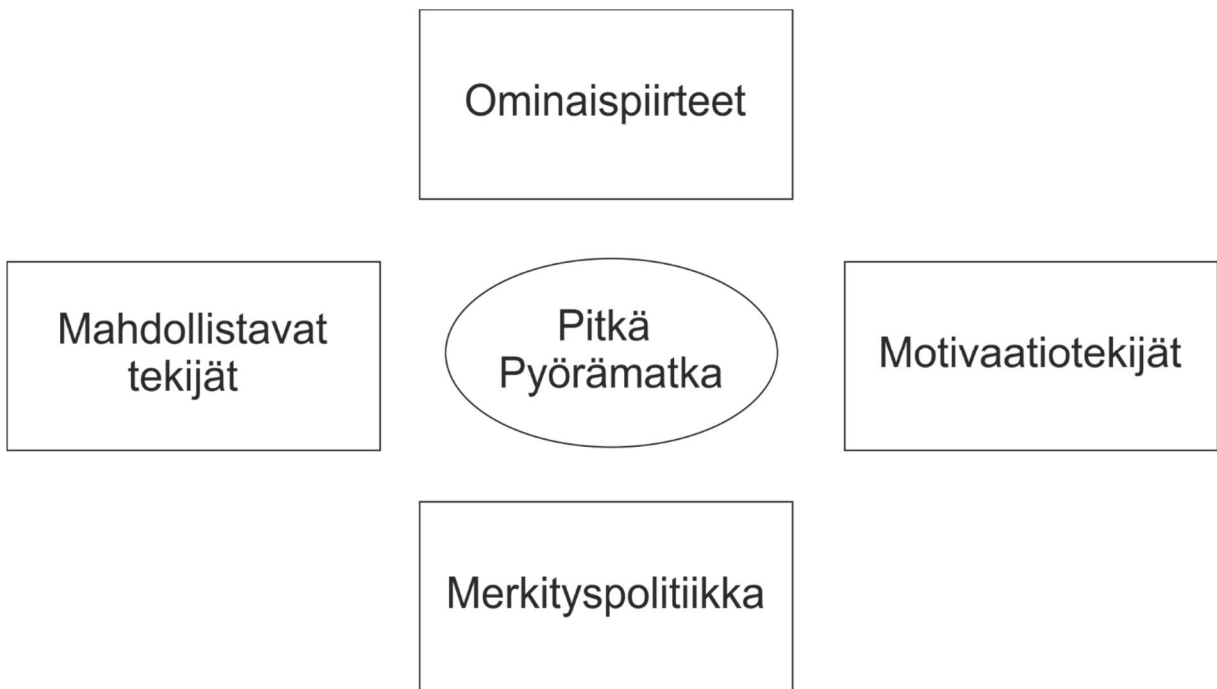 Ominaispiirteet
Mahdollistavat
tekijät
Pitkä
Pyörämatka
Motivaatiotekijät
Merkityspolitiikka